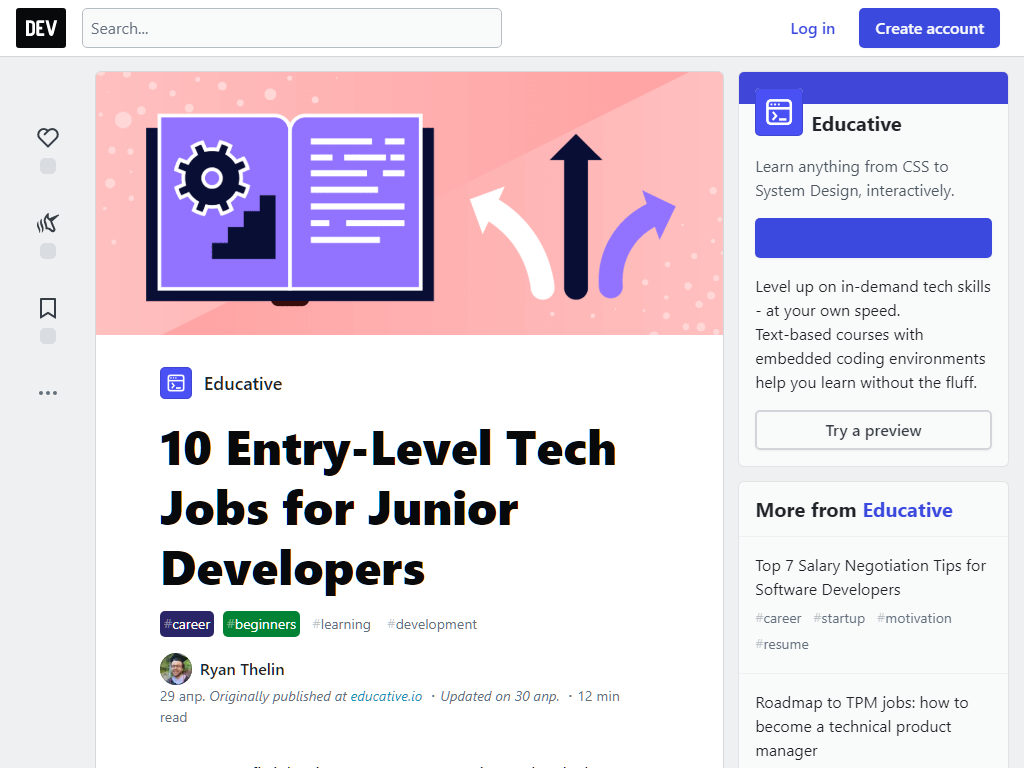 DEV
Search...
Log in
Create account
Educative
10 Entry-Level Tech
Jobs for Junior
Developers
#career
#beginners
#learning
#development
Ryan Thelin
29 апр. Originally published at educative.io ・Updated on 30 апр. ・12 min
read
Educative
Learn anything from CSS to
System Design, interactively.
Level up on in-demand tech skills
- at your own speed.
Text-based courses with
embedded coding environments
help you learn without the fluff.
Try a preview
More from Educative
Top 7 Salary Negotiation Tips for
Software Developers
#career #startup #motivation
#resume
Roadmap to TPM jobs: how to
become a technical product
manager